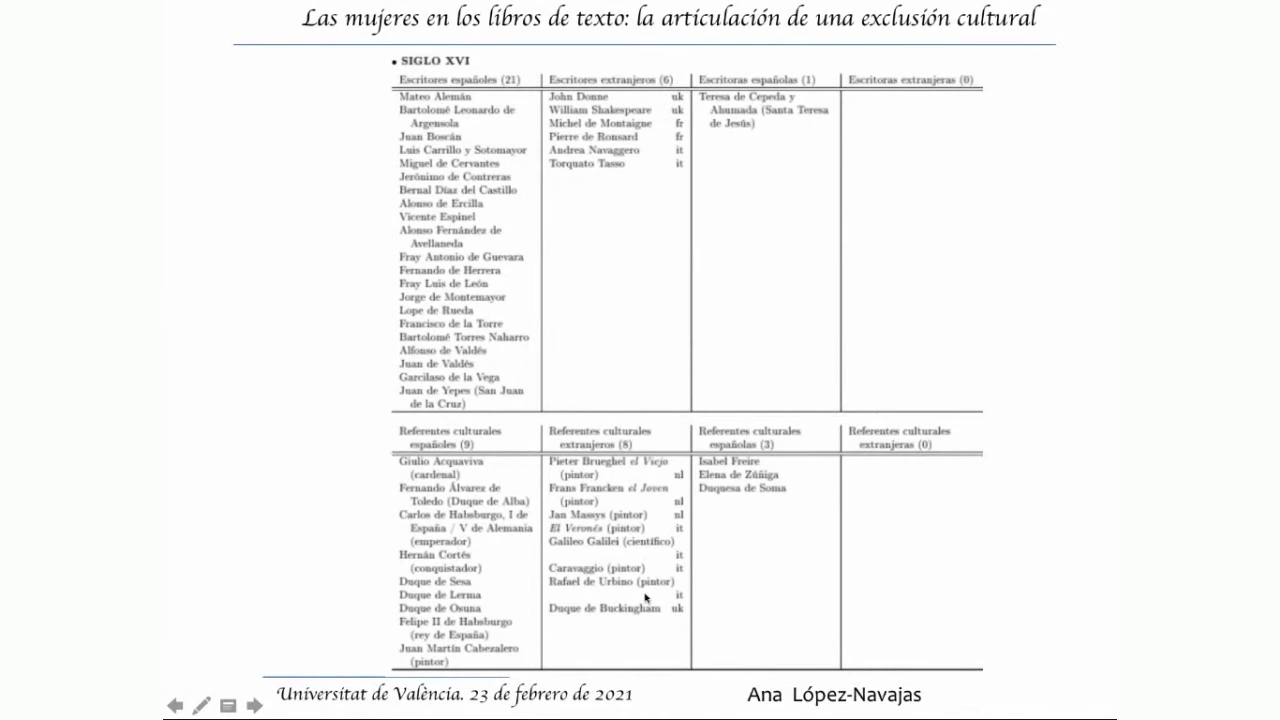 Las mujeres en los libros de texto: la articulación de una exclusión cultural
• SIGLO XVI
Escritores españoles (21)
Mateo Alemán
Bartolomé Leonardo de
Argensola
Juan Boscán
Luis Carrillo y Sotomayor
Miguel de Cervantes
Jerónimo de Contreras
Bernal Díaz del Castillo
Alonso de Ercilla
Vicente Espinel
Alonso Fernández de
Avellaneda
Fray Antonio de Guevara
Fernando de Herrera
Fray Luis de León
Jorge de Montemayor
Lope de Rueda
Francisco de la Torre
Bartolomé Torres Naharro
Alfonso de Valdés
Juan de Valdés
Garcilaso de la Vega
Juan de Yepes (San Juan
de la Cruz)
Escritores extranjeros (6)
John Donne uk
William Shakespeare uk
Michel de Montaigne fr
Pierre de Ronsard fr
Andrea Navaggero it
Torquato Tasso it
Escritoras españolas (1)
Teresa de Cepeda y
Ahumada (Santa Teresa
de Jesús)
Escritoras extranjeras (0)
Referentes culturales
españoles (9)
Giulio Acquaviva
(cardenal)
Fernando Álvarez de
Toledo (Duque de Alba)
Carlos de Habsburgo, I de
España / V de Alemania
(emperador)
Hernán Cortés
(conquistador)
Duque de Sesa
Duque de Lerma
Duque de Osuna
Felipe II de Habsburgo
(rey de España)
Juan Martín Cabezalero
(pintor)
Referentes culturales
extranjeros (8)
Pieter Brueghel el Viejo
(pintor) nl
Frans Francken el Joven
(pintor) nl
Jan Massys (pintor) nl
El Veronés (pintor) it
Galileo Galilei (científico)
it
Caravaggio (pintor) it
Rafael de Urbino (pintor)
it
Duque de Buckingham uk
Referentes culturales
españolas (3)
Isabel Freire
Elena de Zúñiga
Duquesa de Soma
Referentes culturales
extranjeras (0)
Universitat de València. 23 de febrero de 2021
Ana López-Navajas